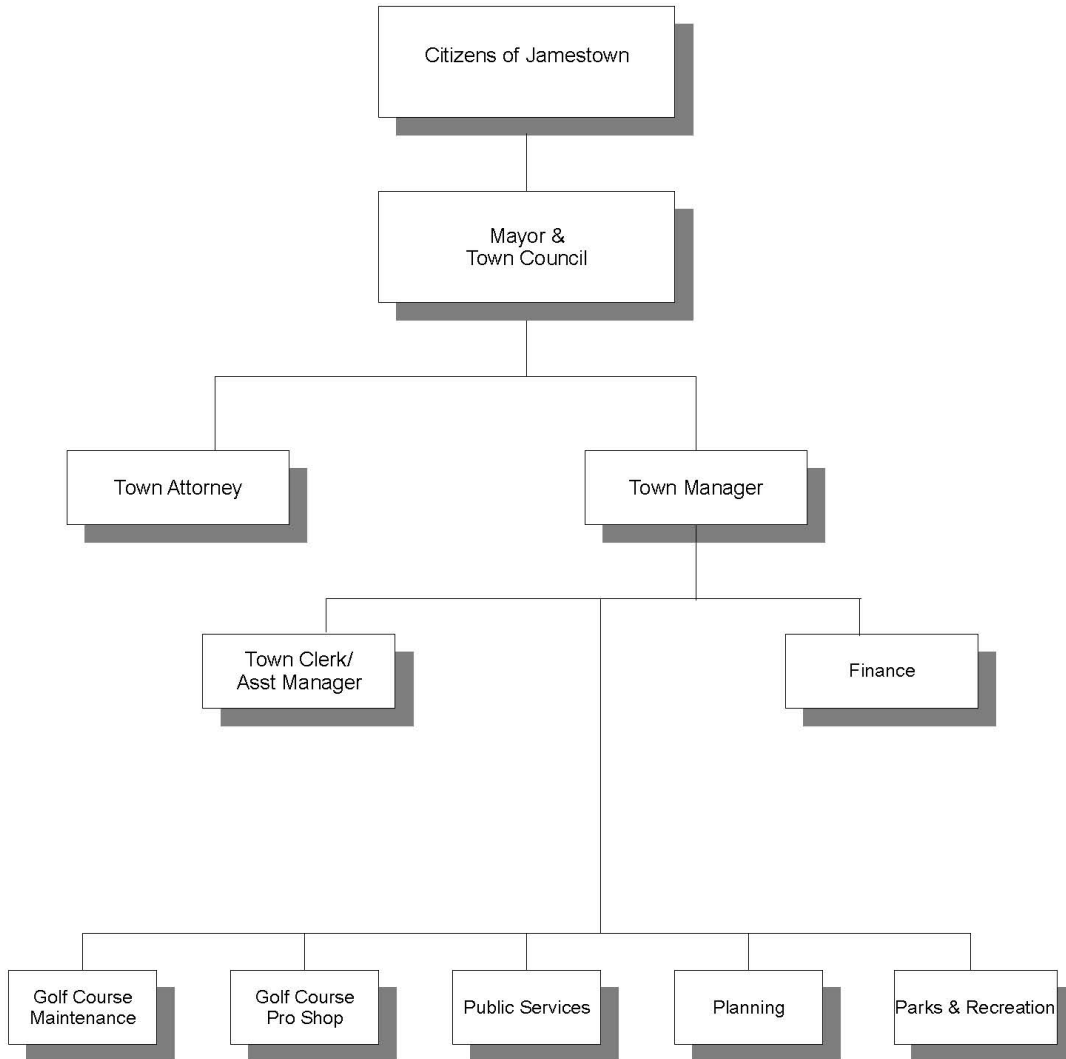 Citizens of Jamestown
Mayor &
Town Council
Town Attorney
Town Manager
Town Clerk/
Asst Manager
Finance
Golf Course
Maintenance
Golf Course
Pro Shop
Public Services
Planning
Parks & Recreation